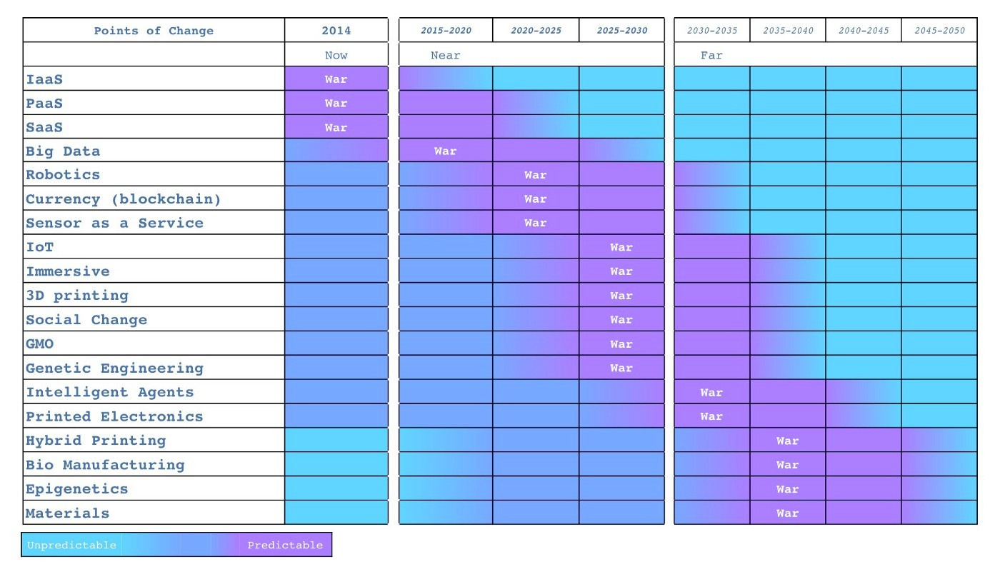 Points of Change 2014 2015-2020 2020-2025 2025-2030 2030-2035 2035-2040 2040-2045 2045-2050
Now Near Far
IaaS War
PaaS War
SaaS War
Big Data War
Robotics War
Currency (blockchain) War
Sensor as a Service War
IoT War
Immersive War
3D printing War
Social Change War
GMO War
Genetic Engineering War
Intelligent Agents War
Printed Electronics War
Hybrid Printing War
Bio Manufacturing War
Epigenetics War
Materials War
Unpredictable Predictable